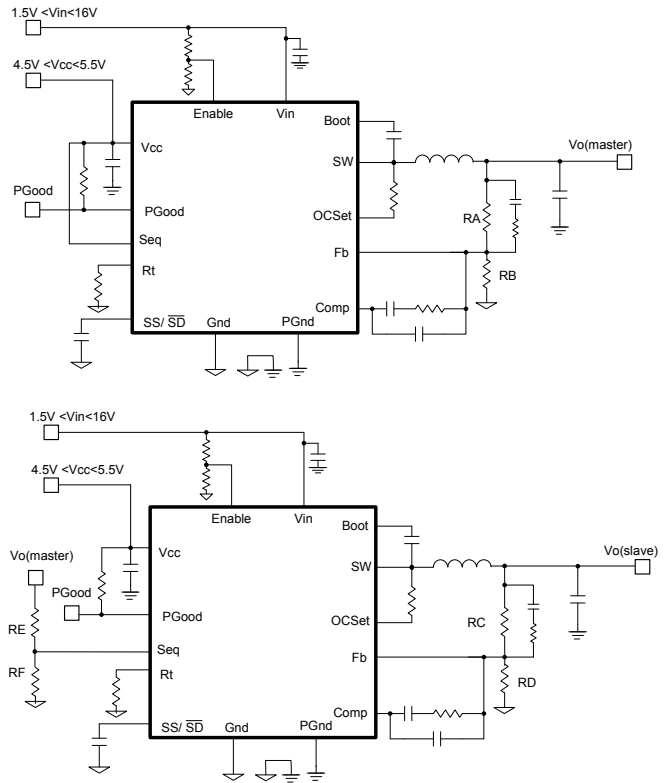 1.5V <Vin<16V
4.5V <Vcc<5.5V
Enable
Vin
Boot
Vcc
SW
Vo(master)
PGood
PGood
OCSet
RA
Seq
Fb
Rt
RB
Comp
SS/ SD
Gnd
PGnd
1.5V <Vin<16V
4.5V <Vcc<5.5V
Enable
Vin
Boot
Vo(master)
Vcc
SW
Vo(slave)
PGood
PGood
OCSet
RC
RE
Seq
Fb
RF
Rt
RD
Comp
SS/ SD
Gnd
PGnd